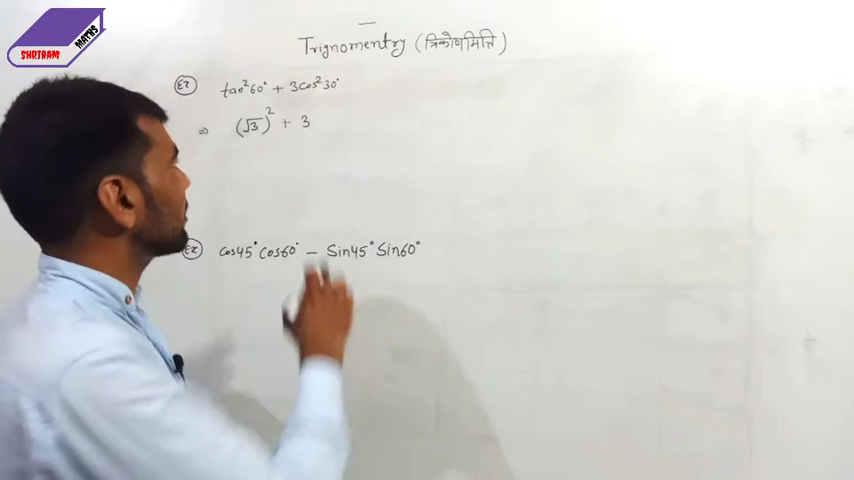 SHRIRAM MATHS
Trignomentry (त्रिकोणमिति)
Ex tan²60° + 3cos²30°
⇒ (√3)² + 3
Ex cos45° cos60° – Sin45° Sin60°